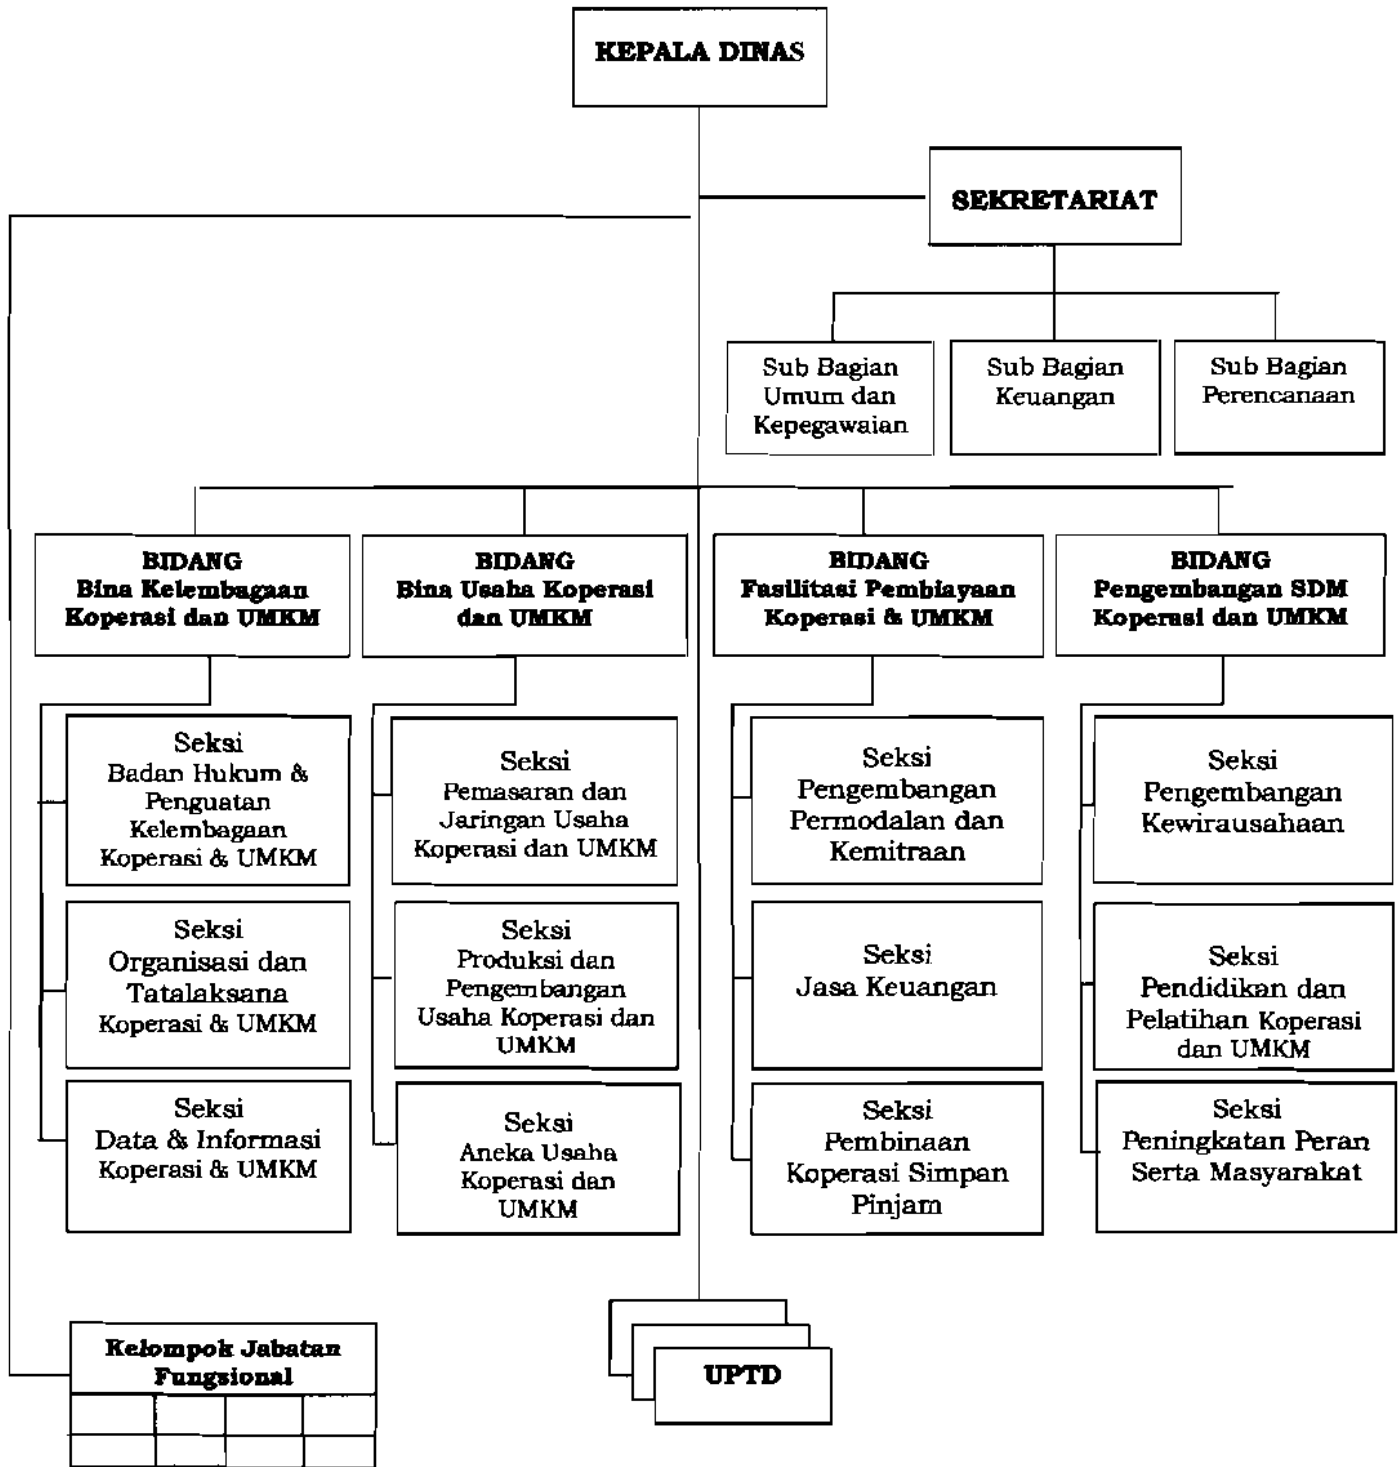 KEPALA DINAS
SEKRETARIAT
Sub Bagian
Umum dan
Kepegawaian
Sub Bagian
Keuangan
Sub Bagian
Perencanaan
BIDANG
Bina Kelembagaan
Koperasi dan UMKM
BIDANG
Bina Usaha Koperasi
dan UMKM
BIDANG
Fasilitasi Pembiayaan
Koperasi & UMKM
BIDANG
Pengembangan SDM
Koperasi dan UMKM
Seksi
Badan Hukum &
Penguatan
Kelembagaan
Koperasi & UMKM
Seksi
Pemasaran dan
Jaringan Usaha
Koperasi dan UMKM
Seksi
Pengembangan
Permodalan dan
Kemitraan
Seksi
Pengembangan
Kewirausahaan
Seksi
Organisasi dan
Tatalaksana
Koperasi & UMKM
Seksi
Produksi dan
Pengembangan
Usaha Koperasi dan
UMKM
Seksi
Jasa Keuangan
Seksi
Pendidikan dan
Pelatihan Koperasi
dan UMKM
Seksi
Data & Informasi
Koperasi & UMKM
Seksi
Aneka Usaha
Koperasi dan
UMKM
Seksi
Pembinaan
Koperasi Simpan
Pinjam
Seksi
Peningkatan Peran
Serta Masyarakat
Kelompok Jabatan
Fungsional
UPTD